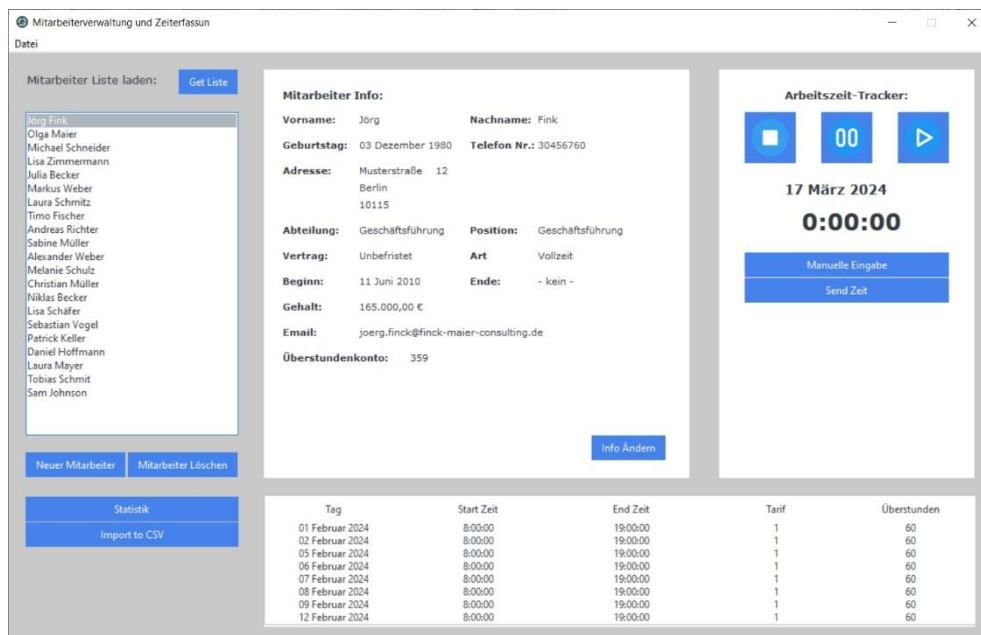 Mitarbeiterverwaltung und Zeiterfassun
Datei
Mitarbeiter Liste laden:
Get Liste
Jörg Fink
Olga Maier
Michael Schneider
Lisa Zimmermann
Julia Becker
Markus Weber
Laura Schmitz
Timo Fischer
Andreas Richter
Sabine Müller
Alexander Weber
Melanie Schulz
Christian Müller
Niklas Becker
Lisa Schäfer
Sebastian Vogel
Patrick Keller
Daniel Hoffmann
Laura Mayer
Tobias Schmit
Sam Johnson
Neuer Mitarbeiter Mitarbeiter Löschen
Statistik
Import to CSV
Mitarbeiter Info:
Vorname: Jörg Nachname: Fink
Geburtstag: 03 Dezember 1980 Telefon Nr.: 30456760
Adresse: Musterstraße 12
Berlin
10115
Abteilung: Geschäftsführung Position: Geschäftsführung
Vertrag: Unbefristet Art Vollzeit
Beginn: 11 Juni 2010 Ende: - kein -
Gehalt: 165.000,00 €
Email: joerg.finck@finck-maier-consulting.de
Überstundenkonto: 359
Info Ändern
Arbeitszeit-Tracker:
17 März 2024
0:00:00
Manuelle Eingabe
Send Zeit
Tag Start Zeit End Zeit Tarif Überstunden
01 Februar 2024 8:00:00 19:00:00 1 60
02 Februar 2024 8:00:00 19:00:00 1 60
05 Februar 2024 8:00:00 19:00:00 1 60
06 Februar 2024 8:00:00 19:00:00 1 60
07 Februar 2024 8:00:00 19:00:00 1 60
08 Februar 2024 8:00:00 19:00:00 1 60
09 Februar 2024 8:00:00 19:00:00 1 60
12 Februar 2024 8:00:00 19:00:00 1 60